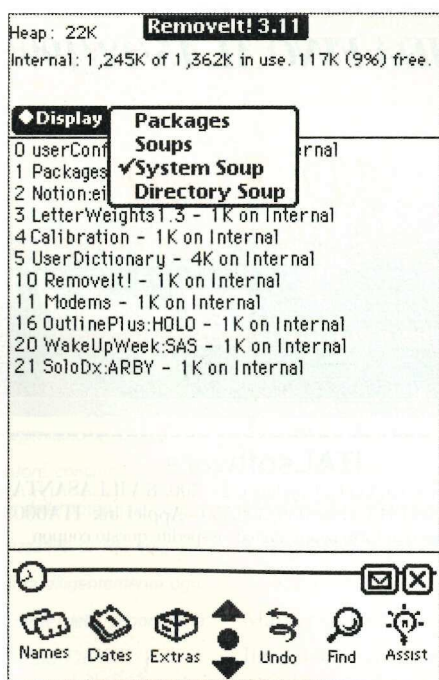 Heap: 22K
RemoveIt! 3.11
Internal: 1,245K of 1,362K in use. 117K (9%) free.
◆Display
Packages
Soups
✓System Soup
Directory Soup
0 userConf rnal
1 Packages
2 Notion:ei
3 LetterWeights1.3 - 1K on Internal
4 Calibration - 1K on Internal
5 UserDictionary - 4K on Internal
10 RemoveIt! - 1K on Internal
11 Modems - 1K on Internal
16 OutlinePlus:HOLO - 1K on Internal
20 WakeUpWeek:SAS - 1K on Internal
21 SoloDx:ARBY - 1K on Internal
Names Dates Extras Undo Find Assist